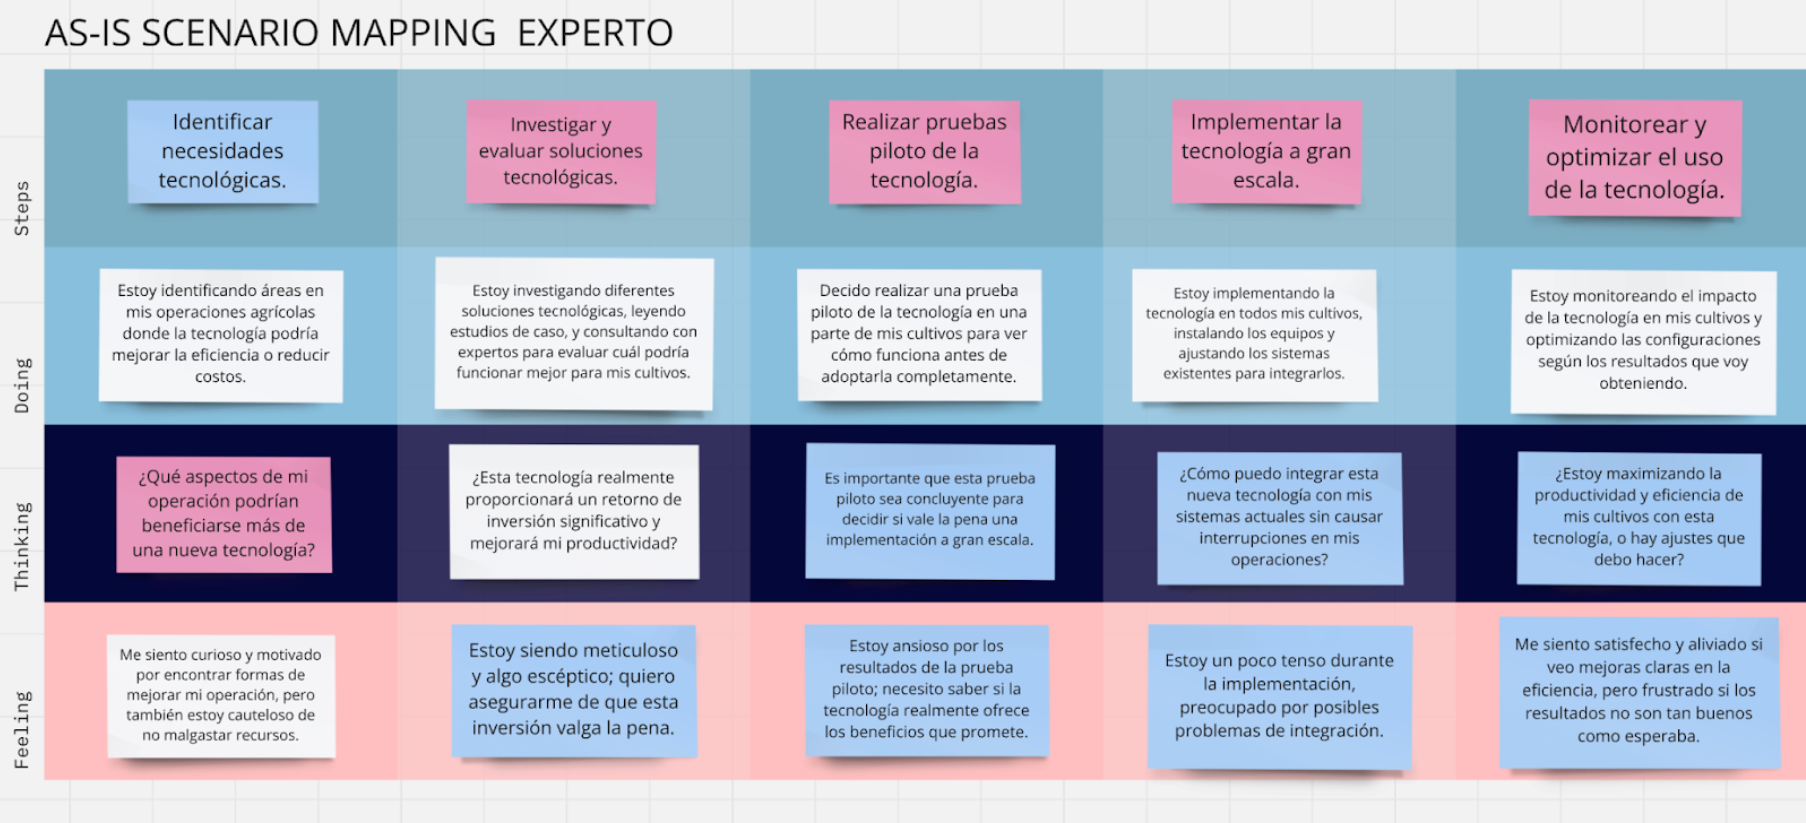 AS-IS SCENARIO MAPPING EXPERTO
Steps
Identificar
necesidades
tecnológicas.
Investigar y
evaluar soluciones
tecnológicas.
Realizar pruebas
piloto de la
tecnología.
Implementar la
tecnología a gran
escala.
Monitorear y
optimizar el uso
de la tecnología.
Doing
Estoy identificando áreas en
mis operaciones agrícolas
donde la tecnología podría
mejorar la eficiencia o reducir
costos.
Estoy investigando diferentes
soluciones tecnológicas, leyendo
estudios de caso, y consultando con
expertos para evaluar cuál podría
funcionar mejor para mis cultivos.
Decido realizar una prueba
piloto de la tecnología en una
parte de mis cultivos para ver
cómo funciona antes de
adoptarla completamente.
Estoy implementando la
tecnología en todos mis cultivos,
instalando los equipos y
ajustando los sistemas
existentes para integrarlos.
Estoy monitoreando el impacto
de la tecnología en mis cultivos y
optimizando las configuraciones
según los resultados que voy
obteniendo.
Thinking
¿Qué aspectos de mi
operación podrían
beneficiarse más de
una nueva tecnología?
¿Esta tecnología realmente
proporcionará un retorno de
inversión significativo y
mejorará mi productividad?
Es importante que esta prueba
piloto sea concluyente para
decidir si vale la pena una
implementación a gran escala.
¿Cómo puedo integrar esta
nueva tecnología con mis
sistemas actuales sin causar
interrupciones en mis
operaciones?
¿Estoy maximizando la
productividad y eficiencia de
mis cultivos con esta
tecnología, o hay ajustes que
debo hacer?
Feeling
Me siento curioso y motivado
por encontrar formas de
mejorar mi operación, pero
también estoy cauteloso de
no malgastar recursos.
Estoy siendo meticuloso
y algo escéptico; quiero
asegurarme de que esta
inversión valga la pena.
Estoy ansioso por los
resultados de la prueba
piloto; necesito saber si la
tecnología realmente ofrece
los beneficios que promete.
Estoy un poco tenso durante
la implementación,
preocupado por posibles
problemas de integración.
Me siento satisfecho y aliviado si
veo mejoras claras en la
eficiencia, pero frustrado si los
resultados no son tan buenos
como esperaba.